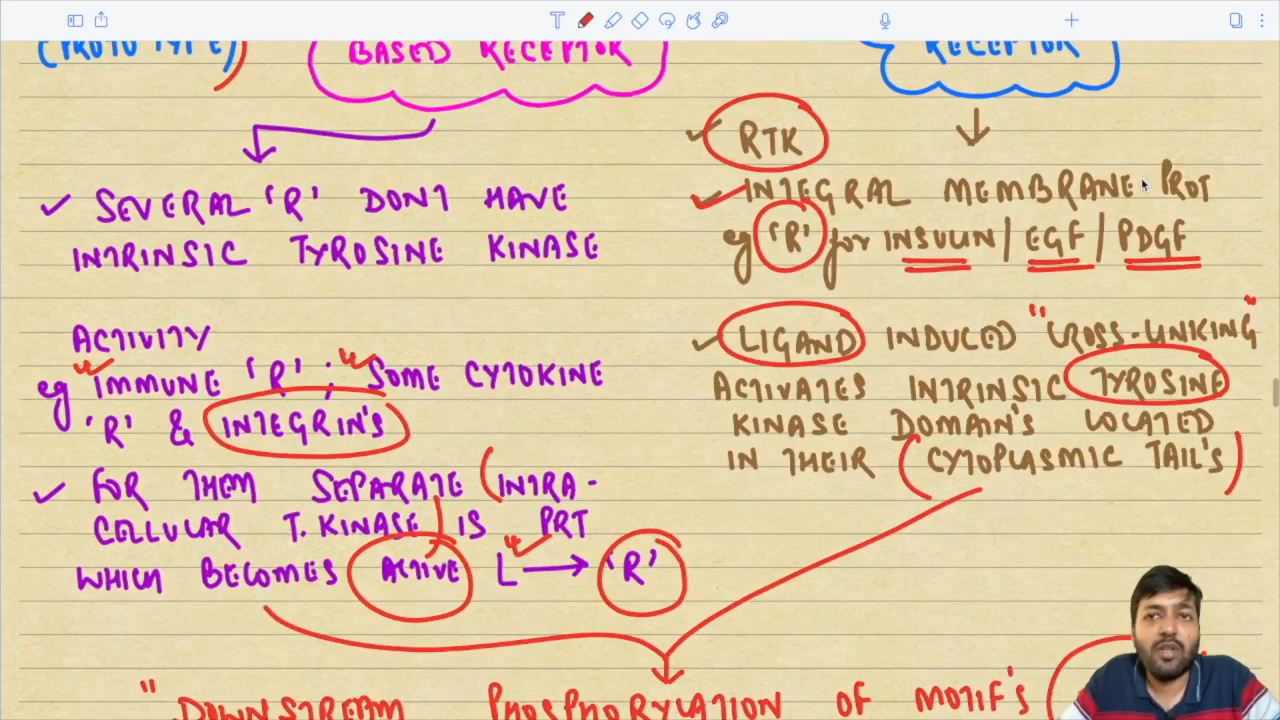 (PROTOTYPE)
BASED RECEPTOR
RECEPTOR
✓ SEVERAL 'R' DON'T HAVE
INTRINSIC TYROSINE KINASE
ACTIVITY
eg IMMUNE 'R' ; SOME CYTOKINE
'R' & INTEGRIN'S
✓ FOR THEM SEPARATE (INTRA-
CELLULAR T. KINASE) IS PRT
WHICH BECOMES ACTIVE L → 'R'
✓ RTK
✓ INTEGRAL MEMBRANE PROT
eg 'R' for INSULIN / EGF / PDGF
✓ LIGAND INDUCED "CROSS-LINKING"
ACTIVATES INTRINSIC TYROSINE
KINASE DOMAIN'S LOCATED
IN THEIR (CYTOPLASMIC TAIL'S)
"DOWNSTREAM PHOSPHORYLATION OF MOTIF'S